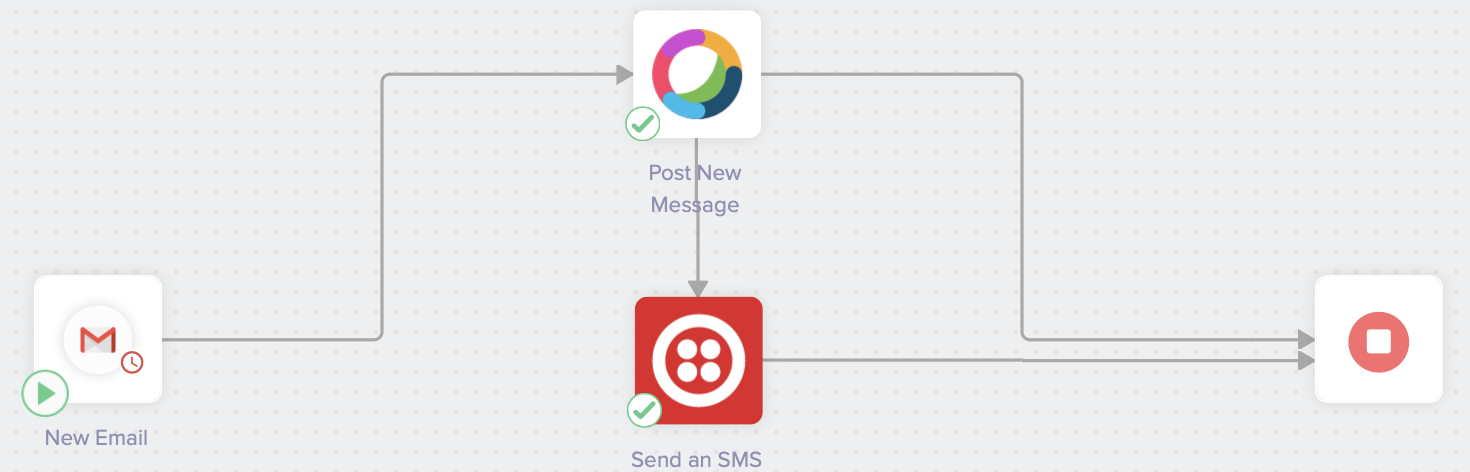 Post New
Message
New Email
Send an SMS